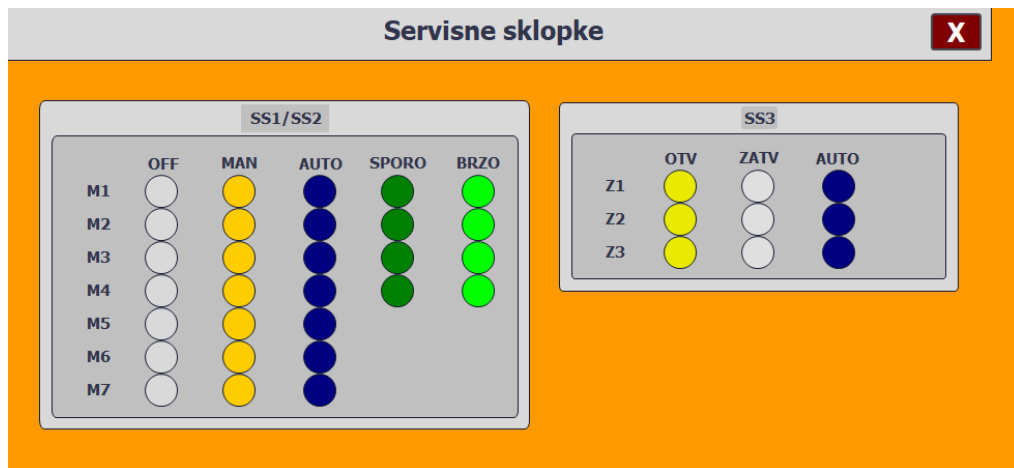 Servisne sklopke
X
SS1/SS2
OFF MAN AUTO SPORO BRZO
M1
M2
M3
M4
M5
M6
M7
SS3
OTV ZATV AUTO
Z1
Z2
Z3